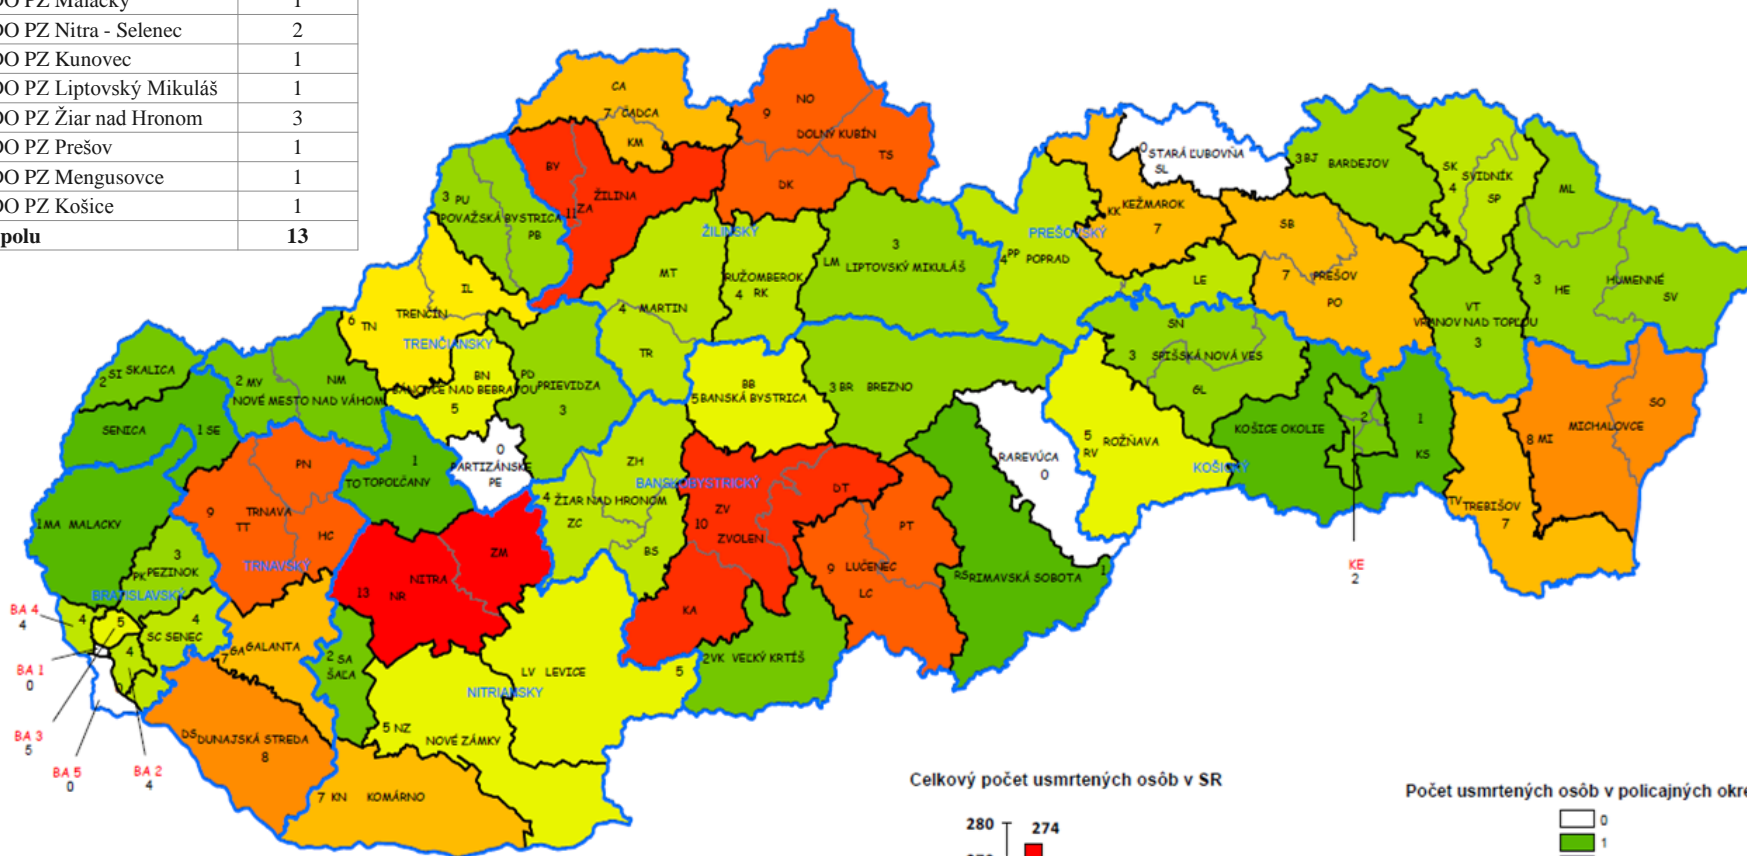 DO PZ Malacky 1
DO PZ Nitra - Selenec 2
DO PZ Kunovec 1
DO PZ Liptovský Mikuláš 1
DO PZ Žiar nad Hronom 3
DO PZ Prešov 1
DO PZ Mengusovce 1
DO PZ Košice 1
polu 13
CA
7 ČADCA
KM
NO
9
DOLNÝ KUBÍN
TS
DK
BY
ŽILINA
11 ZA
3 PU
POVAŽSKÁ BYSTRICA
PB
ŽILINSKÝ
0
STARÁ ĽUBOVŇA
SL
3 BJ BARDEJOV
SK
4 SVIDNÍK
SP
ML
KK KEŽMAROK
7
PREŠOVSKÝ
4 PP POPRAD
LE
SB
7 PREŠOV
PO
3 HE
HUMENNÉ
SV
VT
VRANOV NAD TOPĽOU
3
3
LM LIPTOVSKÝ MIKULÁŠ
MT
4 MARTIN
TR
RUŽOMBEROK
4 RK
IL
TRENČÍN
6 TN
TRENČIANSKY
BN
BÁNOVCE NAD BEBRAVOU
5
PD PRIEVIDZA
3
2 SI SKALICA
2 MV
NM
NOVÉ MESTO NAD VÁHOM
SENICA 1 SE
BB
5 BANSKÁ BYSTRICA
3 BR BREZNO
SN
3 SPIŠSKÁ NOVÁ VES
GL
5
RV ROŽŇAVA
KOŠICKÝ
KOŠICE OKOLIE
2
1
KS
KE
2
SO
MICHALOVCE
8 MI
TV TREBIŠOV
7
RAREVÚCA
0
0
PARTIZÁNSKE
PE
1
TO TOPOĽČANY
PN
9 TRNAVA
TT
HC
TRNAVSKÝ
1 MA MALACKY
3
PK PEZINOK
BRATISLAVSKÝ
ZH
BANSKOBYSTRICKÝ
4 ŽIAR NAD HRONOM
ZC
BS
DT
ZV
10
ZVOLEN
KA
PT
9 LUČENEC
LC
RS RIMAVSKÁ SOBOTA 1
ZM
NITRA
13 NR
BA 4
4
4
5
4
SC SENEC
4
BA 1
0
BA 3
5
BA 5
0
BA 2
4
7 GA GALANTA
2 SA
ŠAĽA
LV LEVICE
5
2 VK VEĽKÝ KRTÍŠ
NITRIANSKY
5 NZ
NOVÉ ZÁMKY
DS DUNAJSKÁ STREDA
8
7 KN KOMÁRNO
Celkový počet usmrtených osôb v SR
280
274
Počet usmrtených osôb v policajných okre
0
1